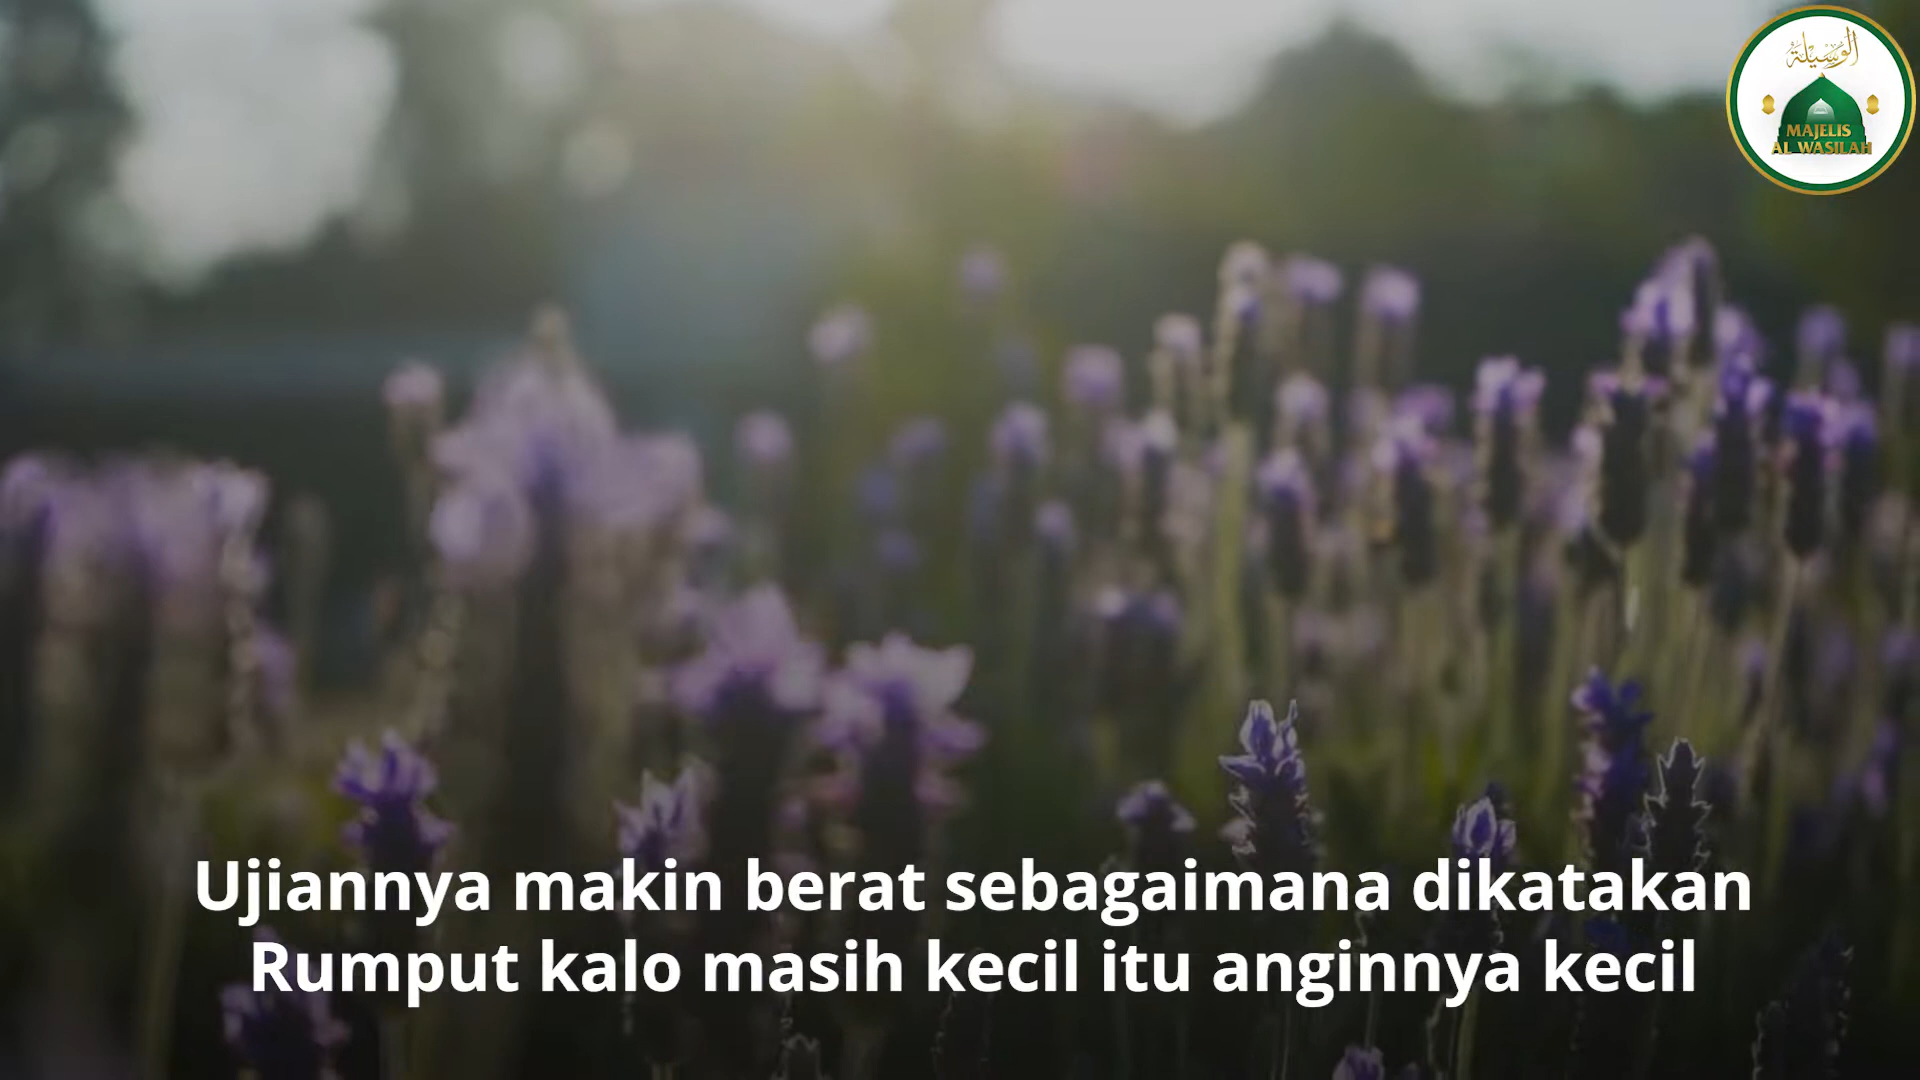 الوسيلة
MAJELIS
AL WASILAH
Ujiannya makin berat sebagaimana dikatakan
Rumput kalo masih kecil itu anginnya kecil